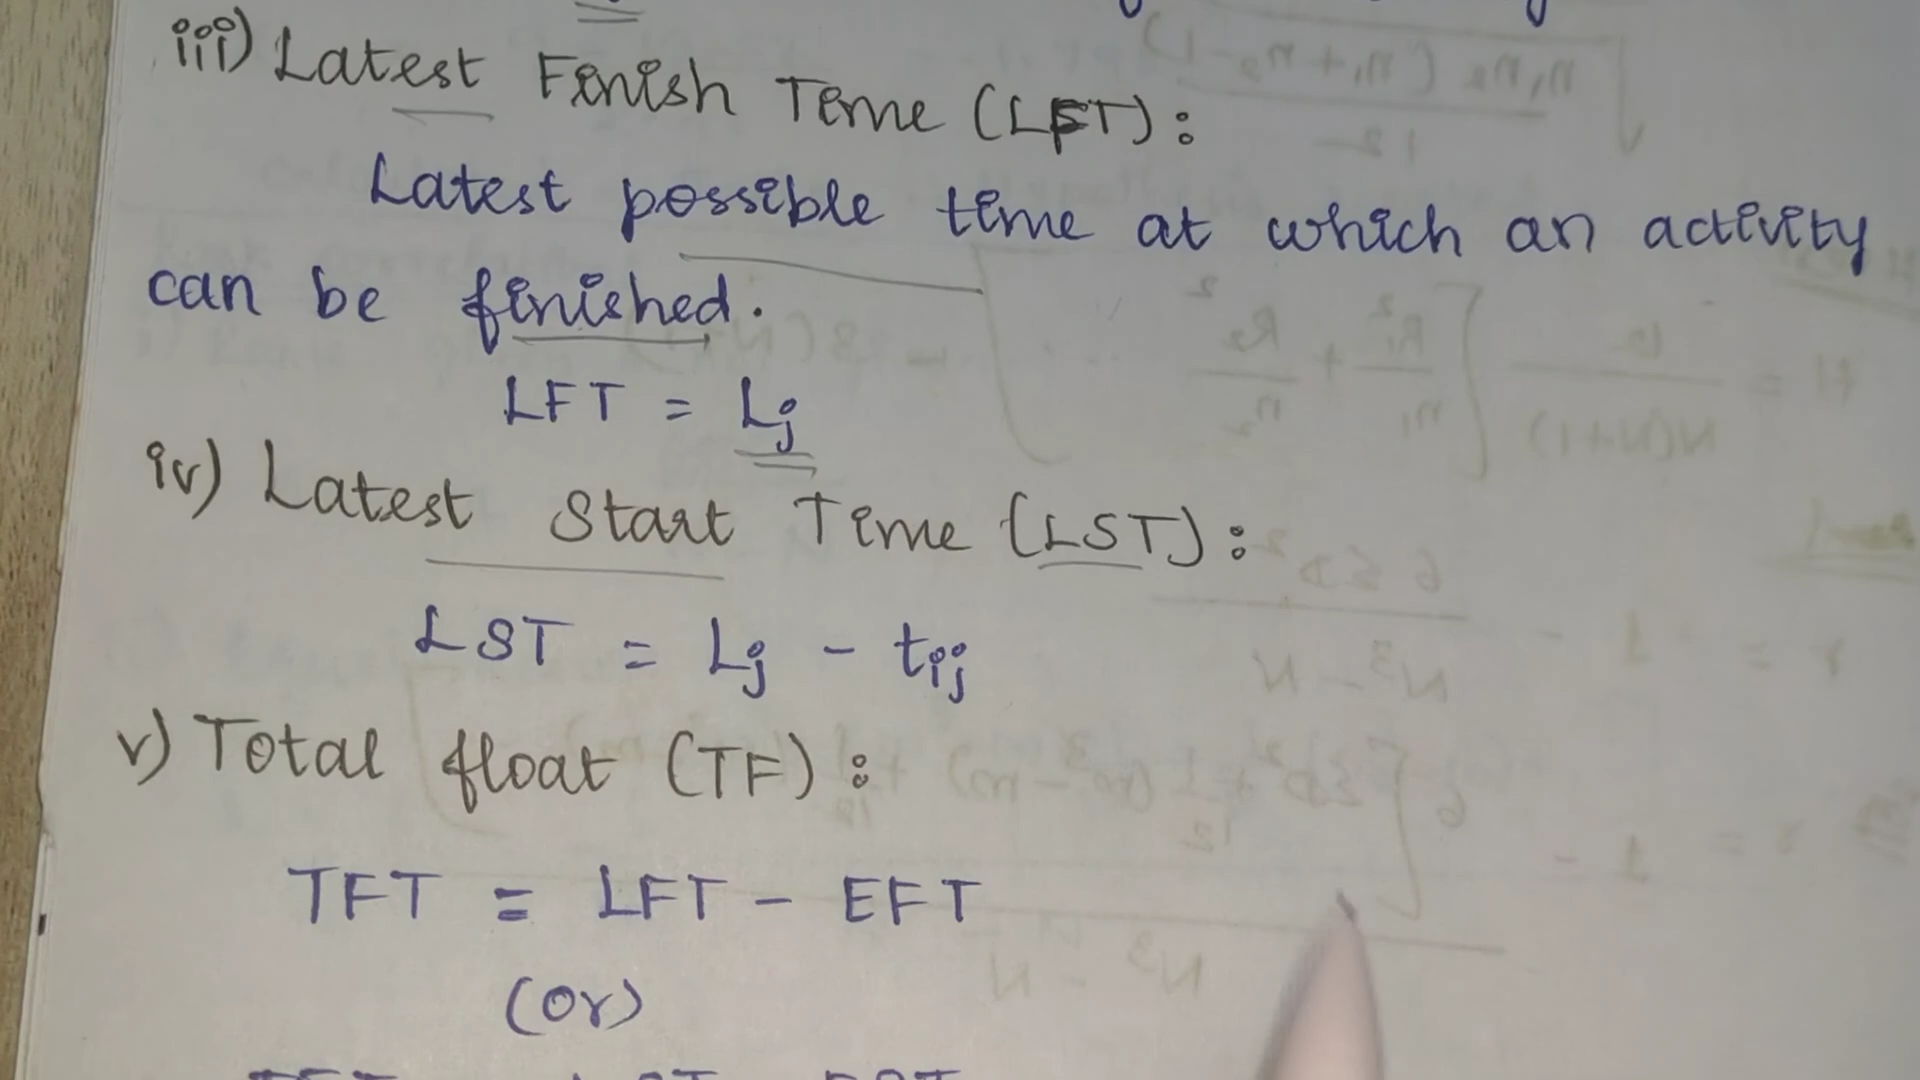 iii) Latest Finish Time (LFT):
Latest possible time at which an activity
can be finished.
LFT = Lj
iv) Latest Start Time (LST):
LST = Lj - tij
v) Total float (TF):
TFT = LFT - EFT
(or)